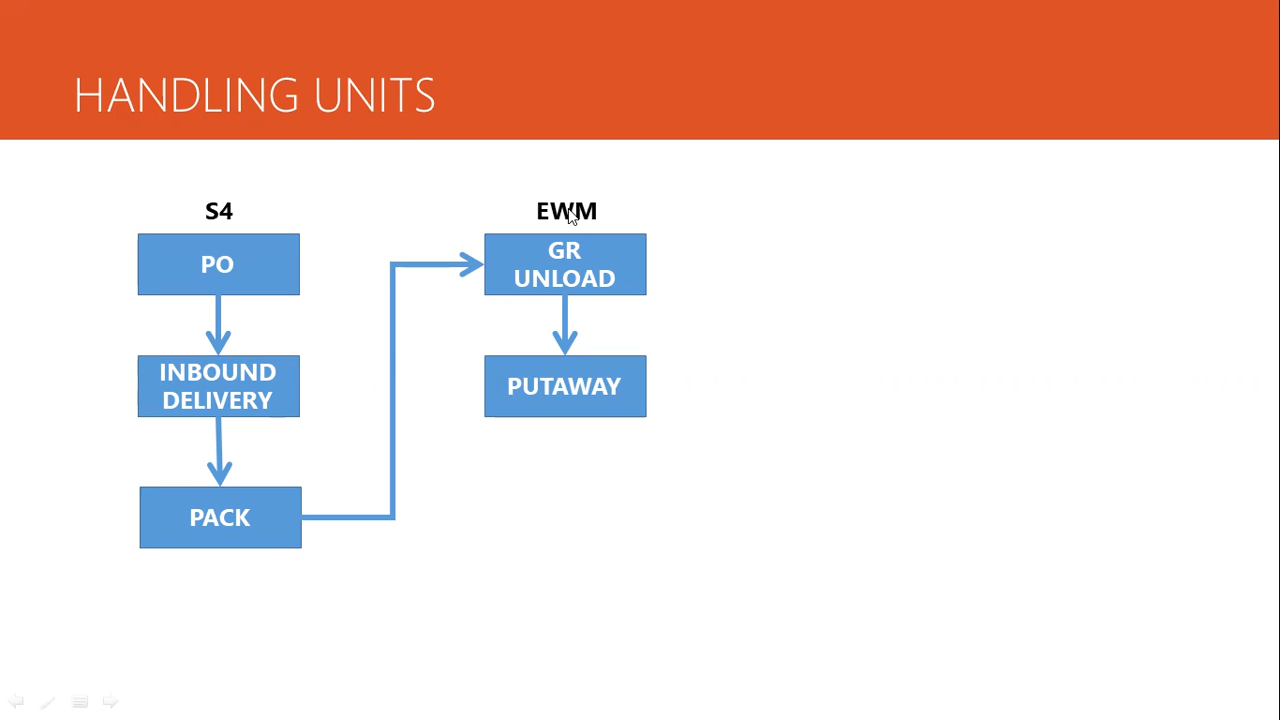 HANDLING UNITS
S4
PO
INBOUND
DELIVERY
PACK
EWM
GR
UNLOAD
PUTAWAY